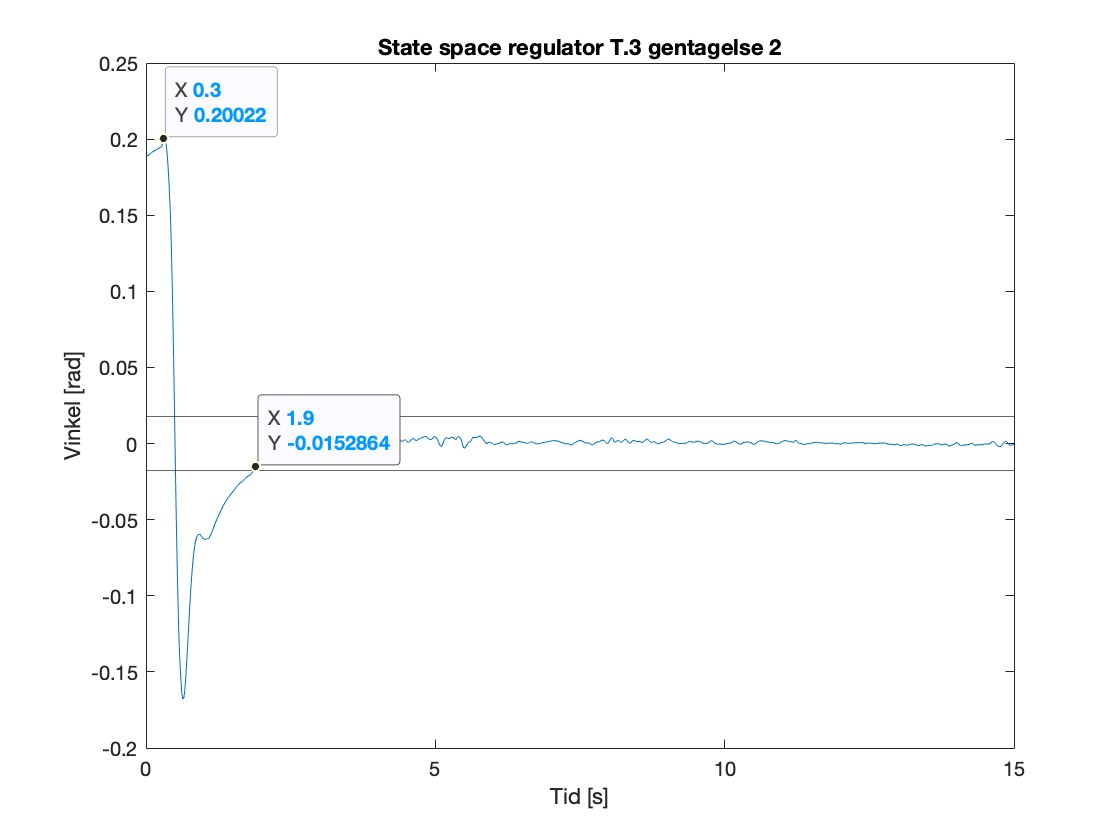 State space regulator T.3 gentagelse 2
0.25
0.2
0.15
0.1
0.05
0
-0.05
-0.1
-0.15
-0.2
Vinkel [rad]
X 0.3
Y 0.20022
X 1.9
Y -0.0152864
0
5
10
15
Tid [s]